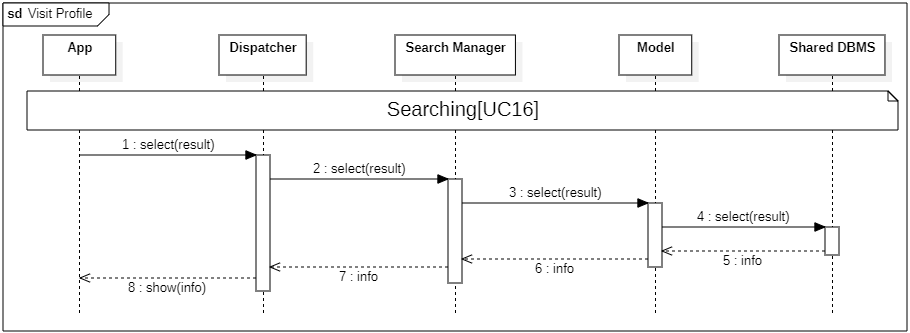 sd Visit Profile
App
Dispatcher
Search Manager
Model
Shared DBMS
Searching[UC16]
1 : select(result)
2 : select(result)
3 : select(result)
4 : select(result)
5 : info
6 : info
7 : info
8 : show(info)